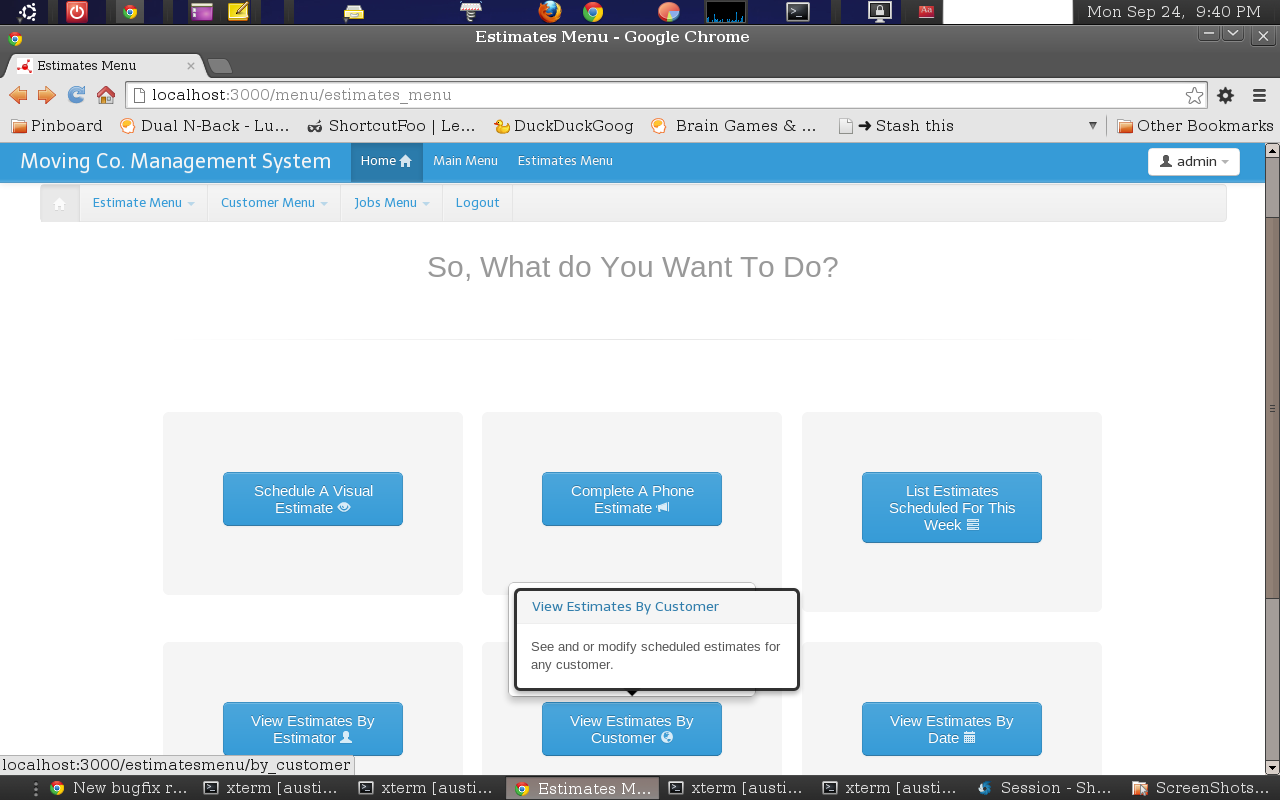 Mon Sep 24, 9:40 PM
Estimates Menu - Google Chrome
Estimates Menu
localhost:3000/menu/estimates_menu
Pinboard
Dual N-Back - Lu...
ShortcutFoo | Le...
DuckDuckGoog
Brain Games & ...
➜ Stash this
Other Bookmarks
Moving Co. Management System
Home
Main Menu
Estimates Menu
admin
Estimate Menu
Customer Menu
Jobs Menu
Logout
So, What do You Want To Do?
Schedule A Visual
Estimate
Complete A Phone
Estimate
List Estimates
Scheduled For This
Week
View Estimates By Customer
See and or modify scheduled estimates for
any customer.
View Estimates By
Estimator
View Estimates By
Customer
View Estimates By
Date
localhost:3000/estimatesmenu/by_customer
New bugfix r...
xterm [austi...
xterm [austi...
Estimates M...
xterm [austi...
xterm [austi...
Session - Sh...
ScreenShots...